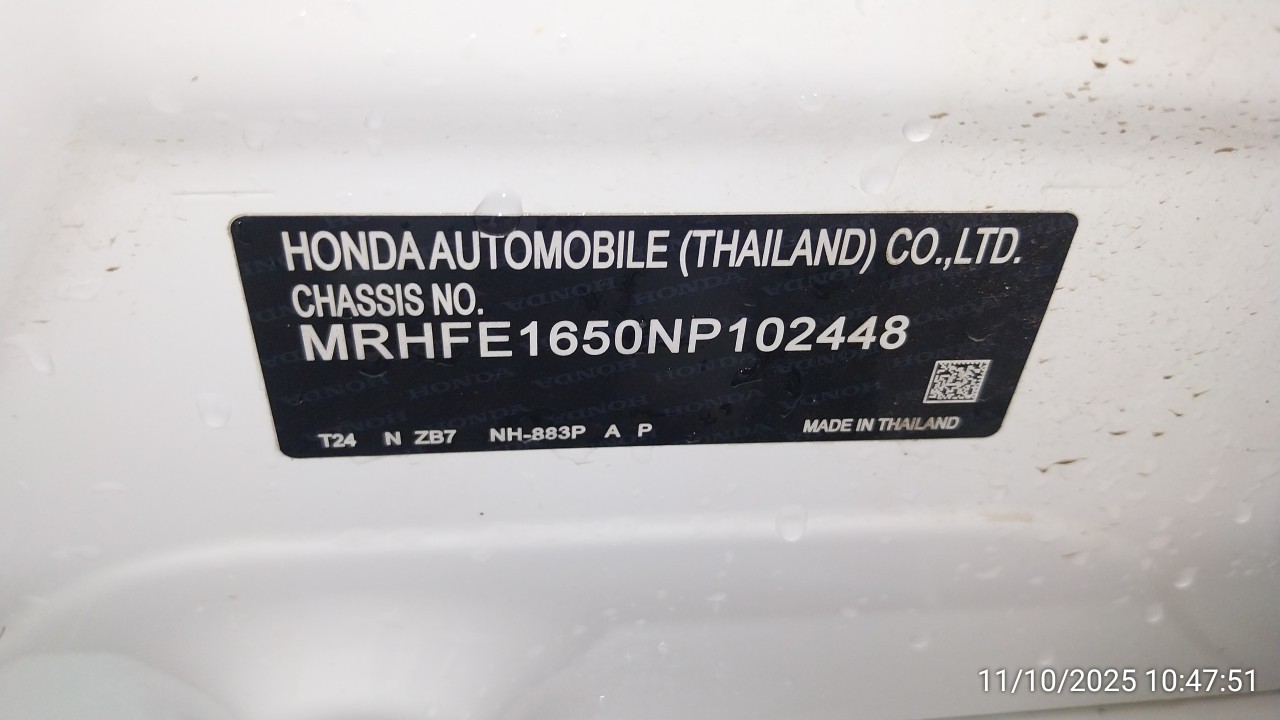 HONDA AUTOMOBILE (THAILAND) CO.,LTD.
CHASSIS NO.
MRHFE1650NP102448
T24 N ZB7 NH-883P A P MADE IN THAILAND
11/10/2025 10:47:51